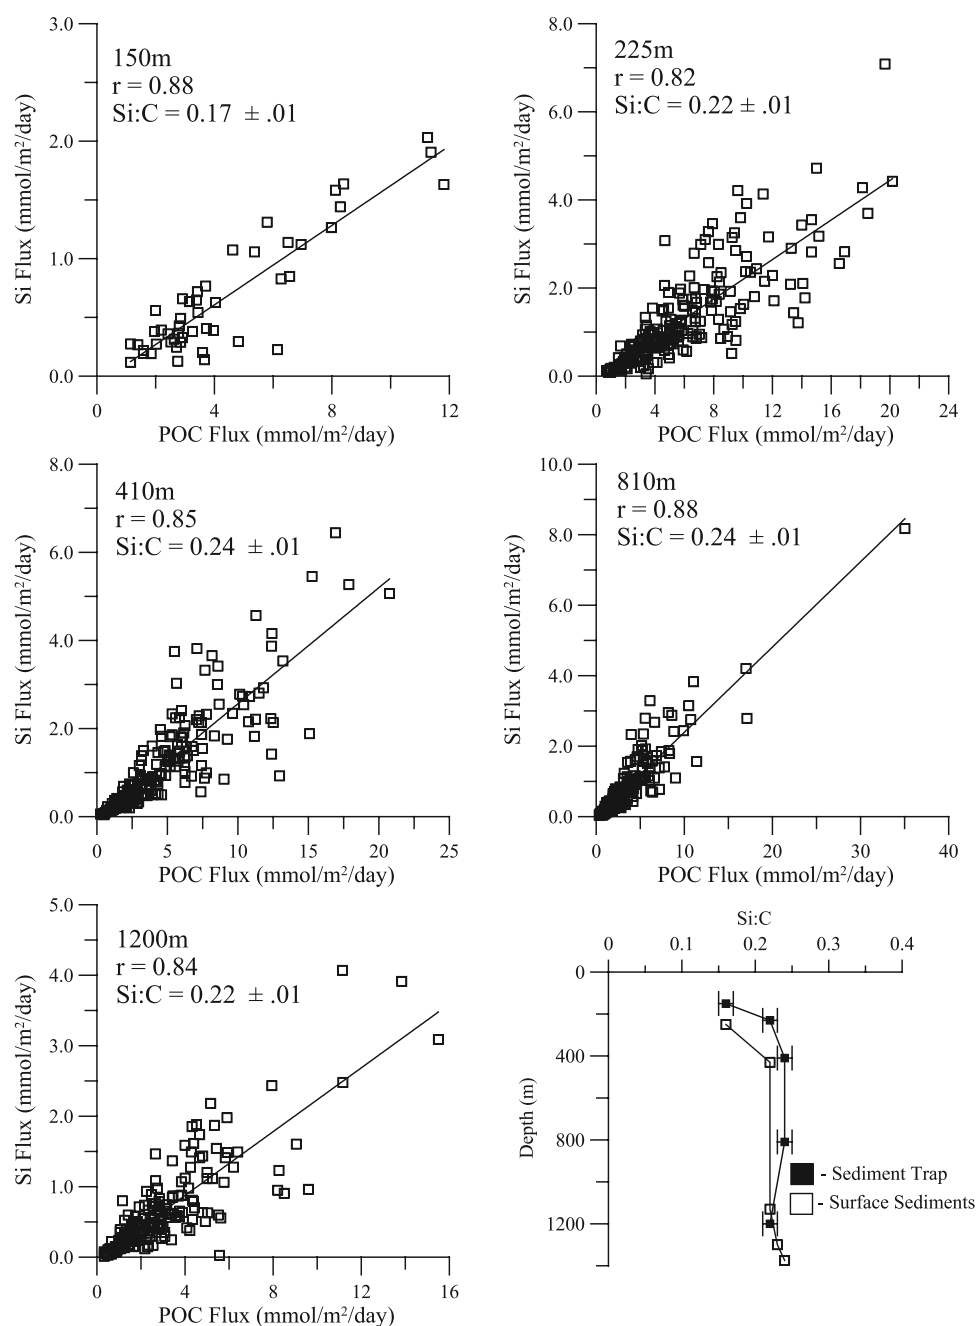 3.0
2.0
1.0
0.0
Si Flux (mmol/m²/day)
150m
r = 0.88
Si:C = 0.17 ± .01
0
4
8
12
POC Flux (mmol/m²/day)
8.0
6.0
4.0
2.0
0.0
Si Flux (mmol/m²/day)
225m
r = 0.82
Si:C = 0.22 ± .01
0
4
8
12
16
20
24
POC Flux (mmol/m²/day)
8.0
6.0
4.0
2.0
0.0
Si Flux (mmol/m²/day)
410m
r = 0.85
Si:C = 0.24 ± .01
0
5
10
15
20
25
POC Flux (mmol/m²/day)
10.0
8.0
6.0
4.0
2.0
0.0
Si Flux (mmol/m²/day)
810m
r = 0.88
Si:C = 0.24 ± .01
0
10
20
30
40
POC Flux (mmol/m²/day)
5.0
4.0
3.0
2.0
1.0
0.0
Si Flux (mmol/m²/day)
1200m
r = 0.84
Si:C = 0.22 ± .01
0
4
8
12
16
POC Flux (mmol/m²/day)
Si:C
0
0.1
0.2
0.3
0.4
0
400
800
1200
Depth (m)
- Sediment Trap
- Surface Sediments